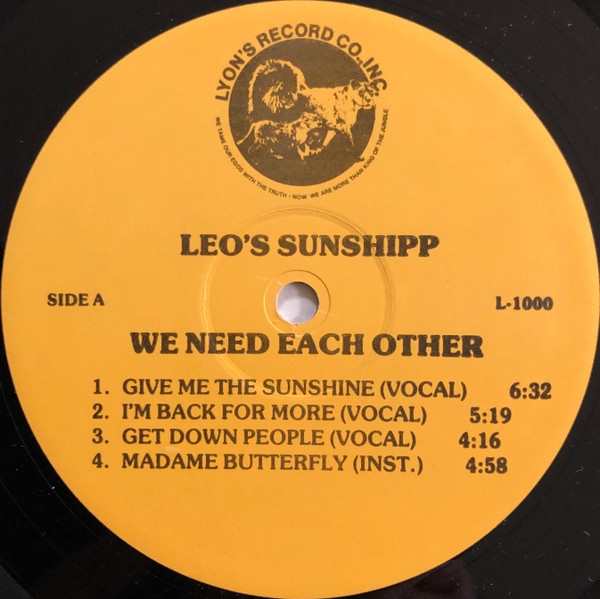 LYON'S RECORD CO., INC.
WE TAME OUR EGOS WITH THE TRUTH - NOW WE ARE MORE THAN KING OF THE JUNGLE
LEO'S SUNSHIPP
SIDE A
L-1000
WE NEED EACH OTHER
1. GIVE ME THE SUNSHINE (VOCAL) 6:32
2. I'M BACK FOR MORE (VOCAL) 5:19
3. GET DOWN PEOPLE (VOCAL) 4:16
4. MADAME BUTTERFLY (INST.) 4:58